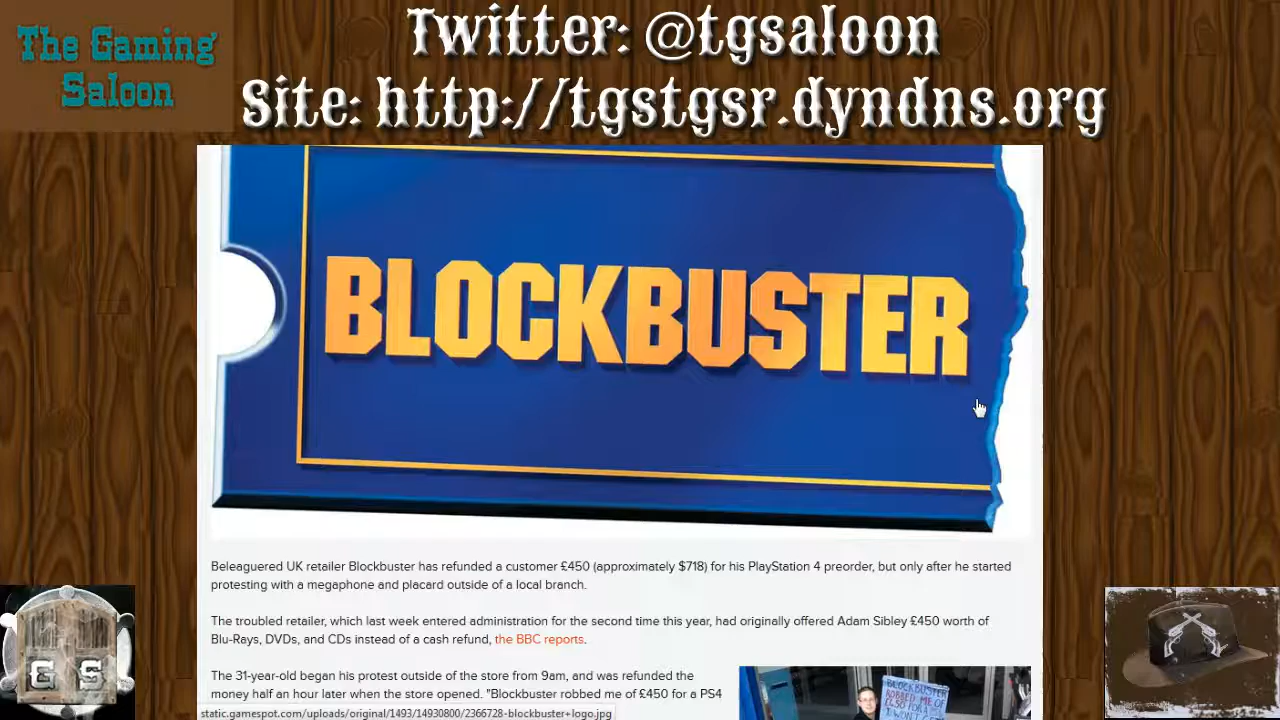 The Gaming
Saloon
Twitter: @tgsaloon
Site: http://tgstgsr.dyndns.org
BLOCKBUSTER
Beleaguered UK retailer Blockbuster has refunded a customer £450 (approximately $718) for his PlayStation 4 preorder, but only after he started
protesting with a megaphone and placard outside of a local branch.
The troubled retailer, which last week entered administration for the second time this year, had originally offered Adam Sibley £450 worth of
Blu-Rays, DVDs, and CDs instead of a cash refund, the BBC reports.
The 31-year-old began his protest outside of the store from 9am, and was refunded the
money half an hour later when the store opened. "Blockbuster robbed me of £450 for a PS4
BLOCKBUSTER
ROBBED ME OF
static.gamespot.com/uploads/original/1493/14930800/2366728-blockbuster+logo.jpg
G S